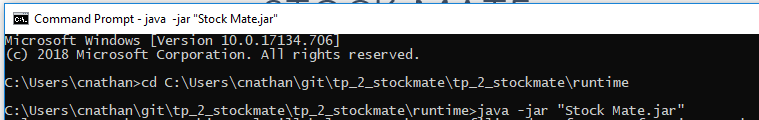 STOCK MATE
Command Prompt - java -jar "Stock Mate.jar"
Microsoft Windows [Version 10.0.17134.706]
(c) 2018 Microsoft Corporation. All rights reserved.
C:\Users\cnathan>cd C:\Users\cnathan\git\tp_2_stockmate\tp_2_stockmate\runtime
C:\Users\cnathan\git\tp_2_stockmate\tp_2_stockmate\runtime>java -jar "Stock Mate.jar"